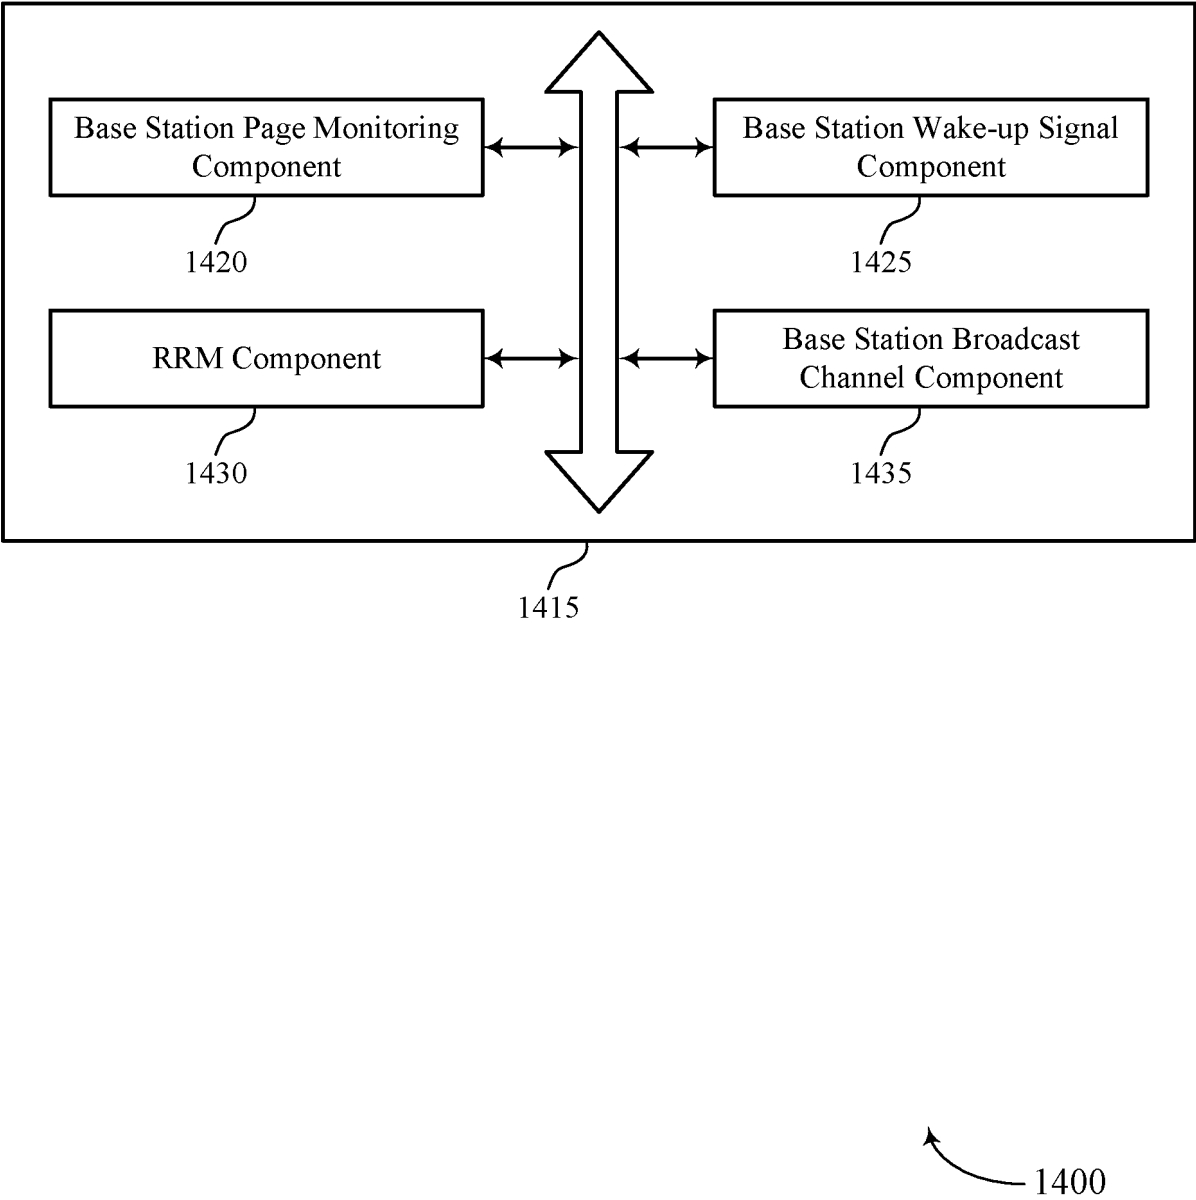 Base Station Page Monitoring
Component
1420
Base Station Wake-up Signal
Component
1425
RRM Component
1430
Base Station Broadcast
Channel Component
1435
1415
1400